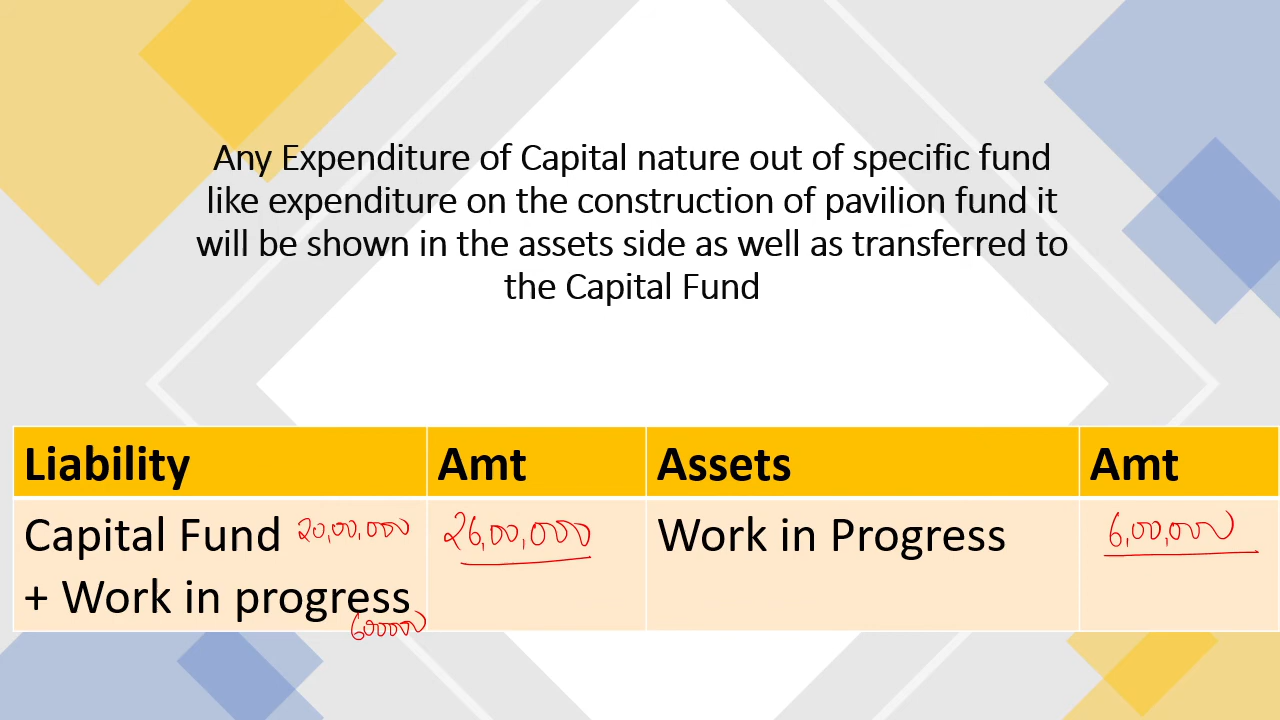 Any Expenditure of Capital nature out of specific fund
like expenditure on the construction of pavilion fund it
will be shown in the assets side as well as transferred to
the Capital Fund
Liability Amt Assets Amt
Capital Fund 20,00,000 26,00,000 Work in Progress 6,00,000
+ Work in progress
600000